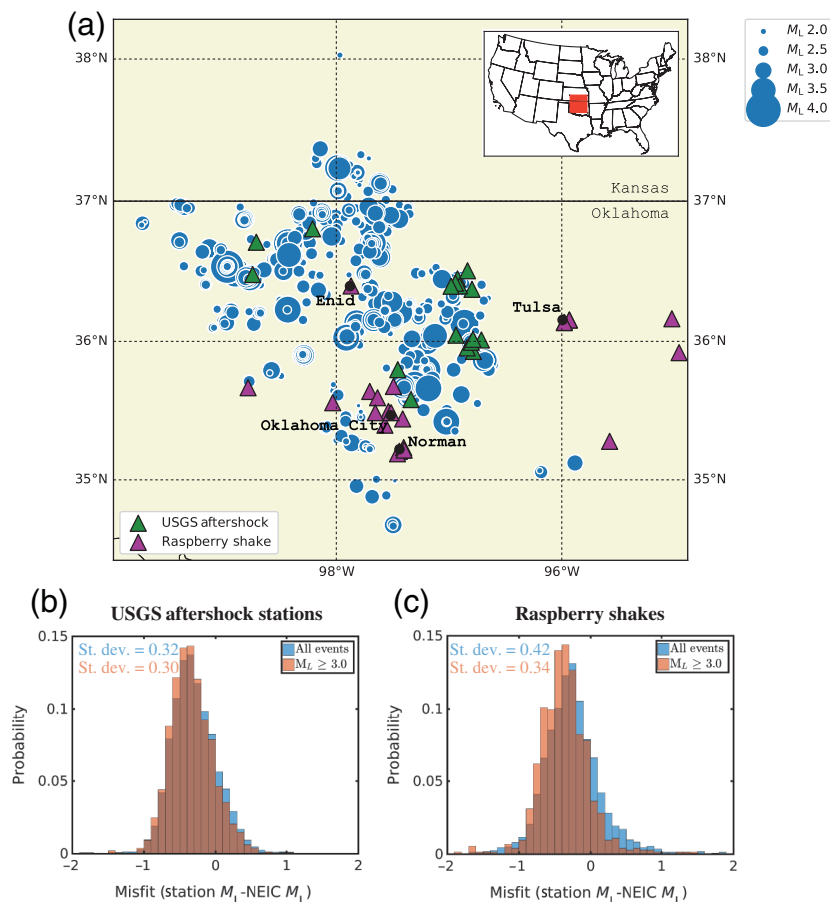 (a)
38°N
38°N
M_L 2.0
M_L 2.5
M_L 3.0
M_L 3.5
M_L 4.0
37°N
Kansas
37°N
Oklahoma
Enid
Tulsa
36°N
36°N
Oklahoma City
Norman
35°N
35°N
USGS aftershock
Raspberry shake
98°W
96°W
(b)
USGS aftershock stations
St. dev. = 0.32
St. dev. = 0.30
All events
M_L ≥ 3.0
0.15
0.1
0.05
0
Probability
−2
−1
0
1
2
Misfit (station M_L-NEIC M_L)
(c)
Raspberry shakes
St. dev. = 0.42
St. dev. = 0.34
All events
M_L ≥ 3.0
0.15
0.1
0.05
0
Probability
−2
−1
0
1
2
Misfit (station M_L-NEIC M_L)